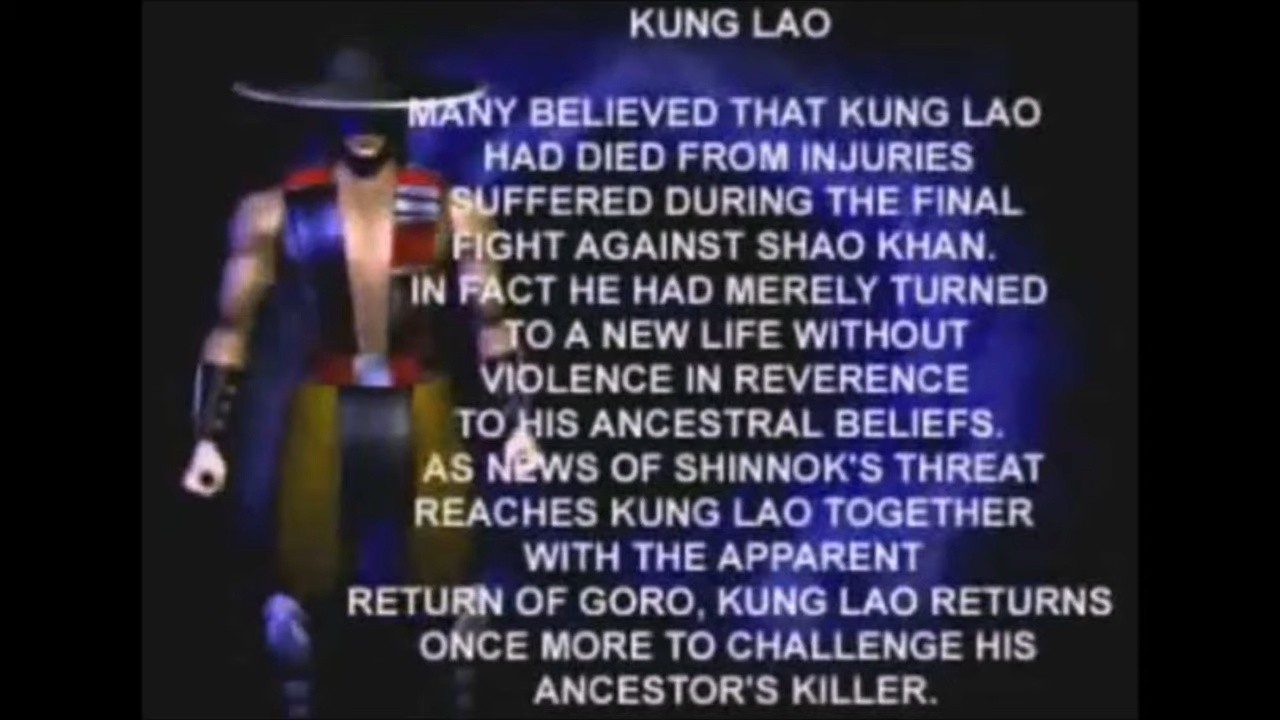 KUNG LAO
MANY BELIEVED THAT KUNG LAO
HAD DIED FROM INJURIES
SUFFERED DURING THE FINAL
FIGHT AGAINST SHAO KHAN.
IN FACT HE HAD MERELY TURNED
TO A NEW LIFE WITHOUT
VIOLENCE IN REVERENCE
TO HIS ANCESTRAL BELIEFS.
AS NEWS OF SHINNOK'S THREAT
REACHES KUNG LAO TOGETHER
WITH THE APPARENT
RETURN OF GORO, KUNG LAO RETURNS
ONCE MORE TO CHALLENGE HIS
ANCESTOR'S KILLER.